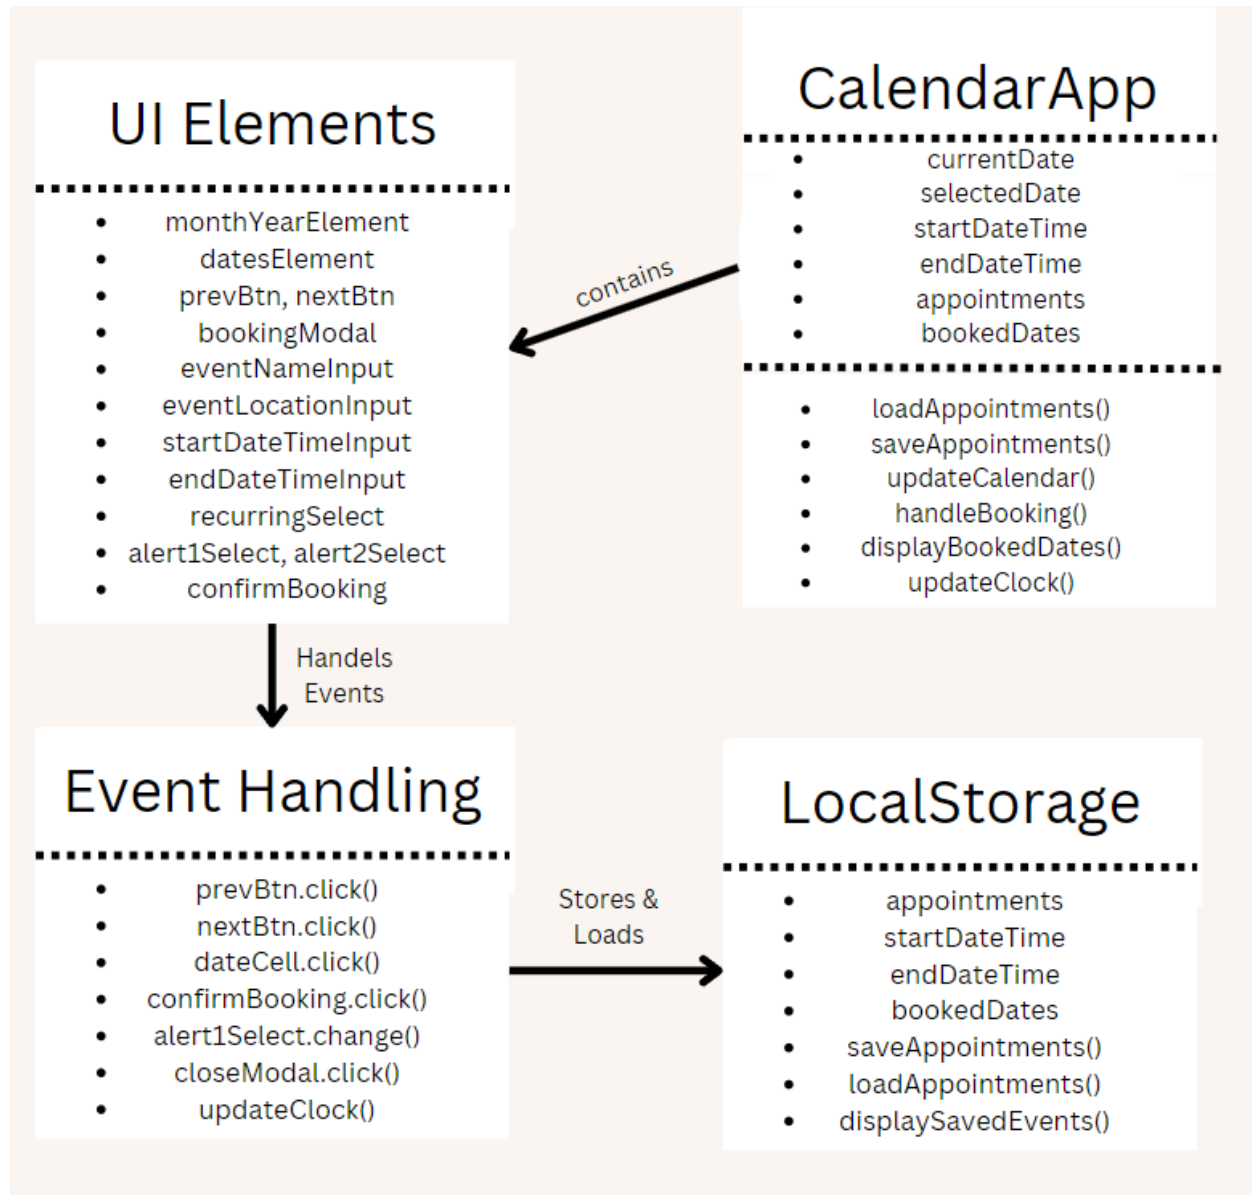 UI Elements
monthYearElement
datesElement
prevBtn, nextBtn
bookingModal
eventNameInput
eventLocationInput
startDateTimeInput
endDateTimeInput
recurringSelect
alert1Select, alert2Select
confirmBooking
contains
CalendarApp
currentDate
selectedDate
startDateTime
endDateTime
appointments
bookedDates
loadAppointments()
saveAppointments()
updateCalendar()
handleBooking()
displayBookedDates()
updateClock()
Handels
Events
Event Handling
prevBtn.click()
nextBtn.click()
dateCell.click()
confirmBooking.click()
alert1Select.change()
closeModal.click()
updateClock()
Stores &
Loads
LocalStorage
appointments
startDateTime
endDateTime
bookedDates
saveAppointments()
loadAppointments()
displaySavedEvents()